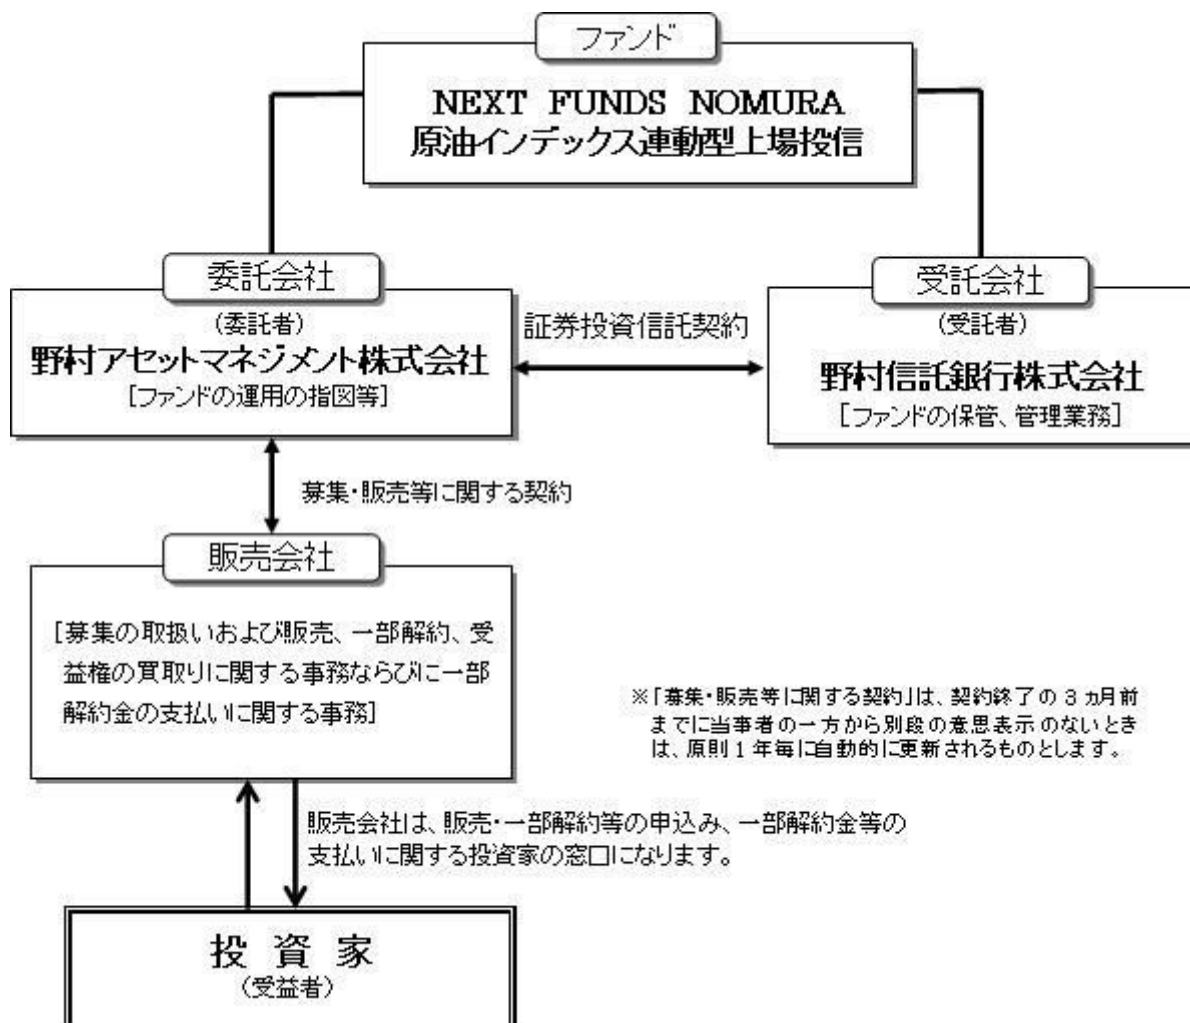 ファンド
NEXT FUNDS NOMURA
原油インデックス連動型上場投信
委託会社
(委託者)
野村アセットマネジメント株式会社
[ファンドの運用の指図等]
証券投資信託契約
受託会社
(受託者)
野村信託銀行株式会社
[ファンドの保管、管理業務]
募集・販売等に関する契約
販売会社
[募集の取扱いおよび販売、一部解約、受
益権の買取りに関する事務ならびに一部
解約金の支払いに関する事務]
※「募集・販売等に関する契約」は、契約終了の3ヵ月前
までに当事者の一方から別段の意思表示のないとき
は、原則1年毎に自動的に更新されるものとします。
販売会社は、販売・一部解約等の申込み、一部解約金等の
支払いに関する投資家の窓口になります。
投資家
(受益者)